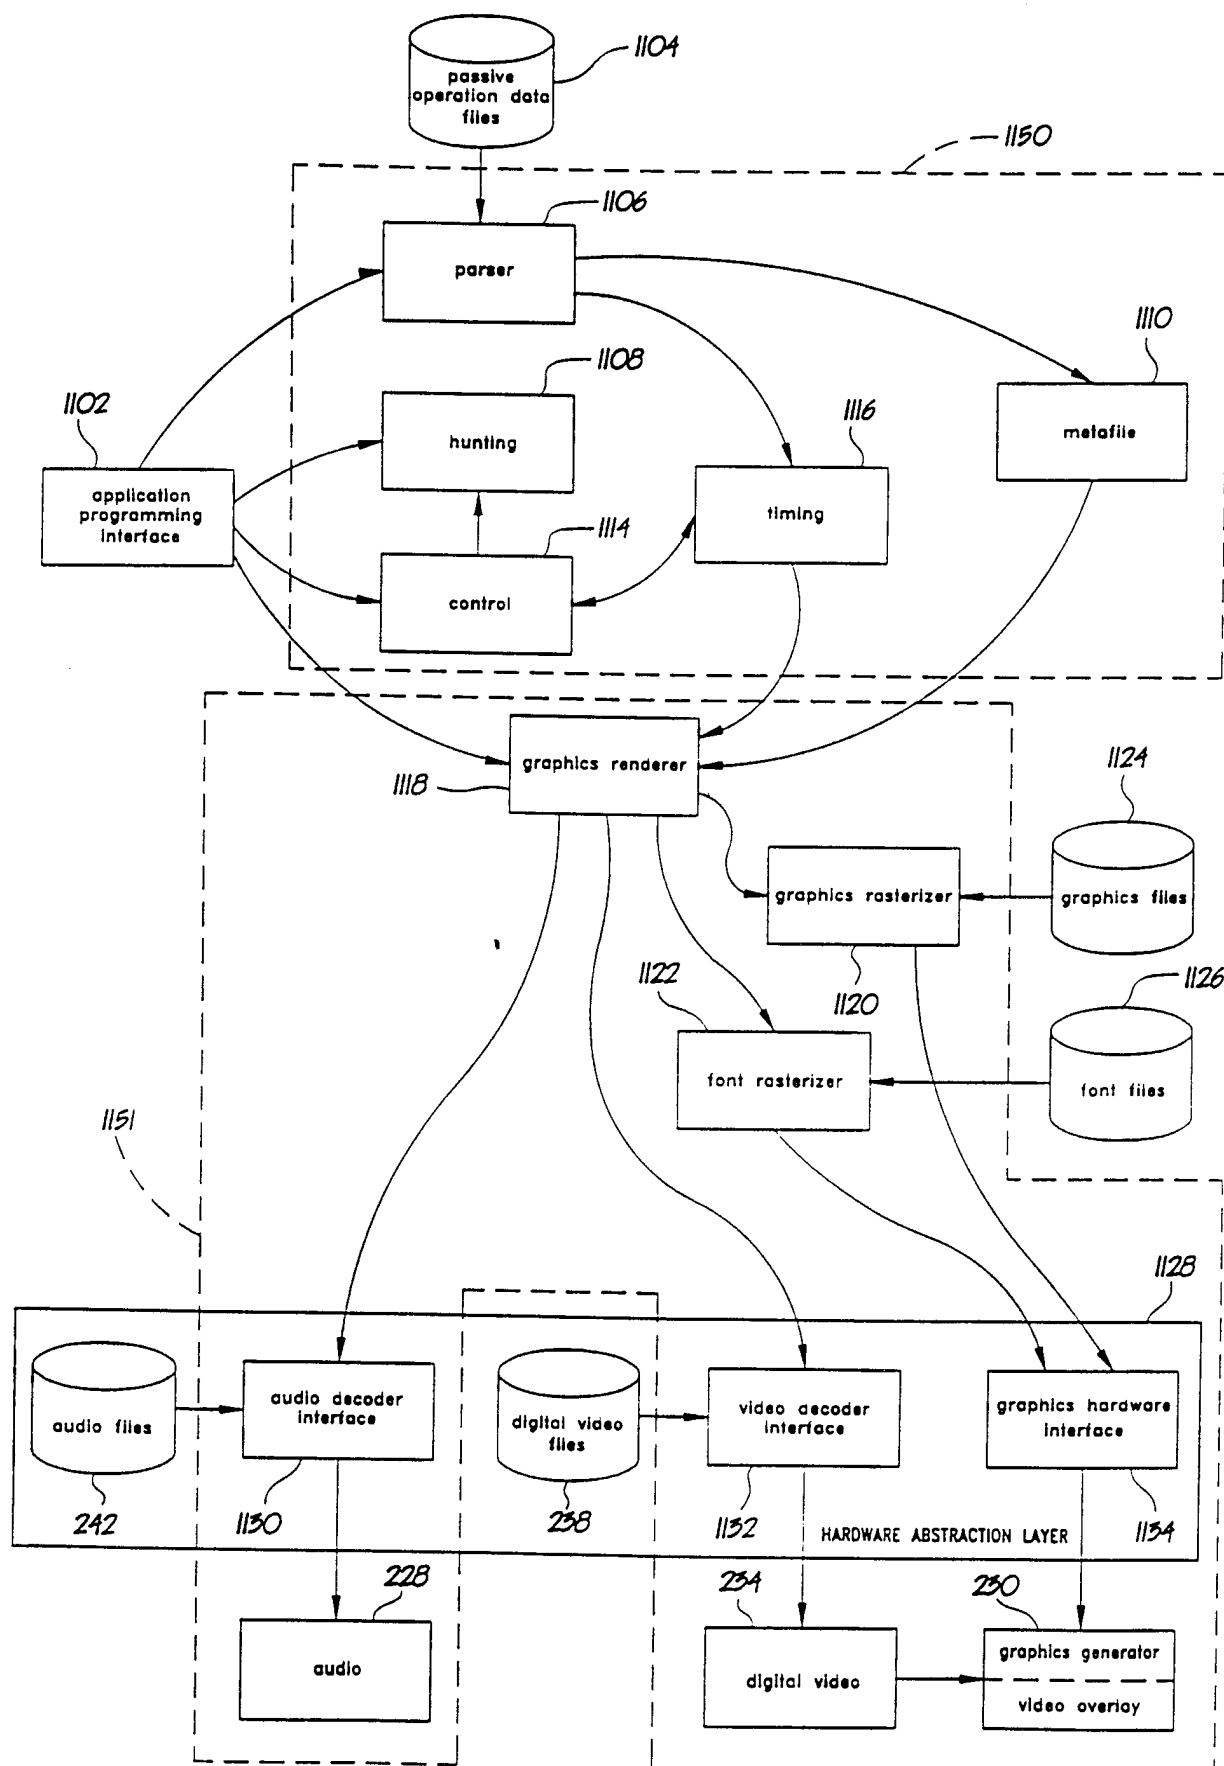 1104
passive
operation data
files
1150
1106
parser
1110
1108
1102
1116
metafile
hunting
application
programming
interface
timing
1114
control
1124
graphics renderer
1118
graphics rasterizer
graphics files
1122
1120
1126
font rasterizer
font files
1151
1128
audio files
audio decoder
interface
digital video
files
video decoder
interface
graphics hardware
interface
242
1130
238
1132
1134
HARDWARE ABSTRACTION LAYER
228
234
230
audio
digital video
graphics generator
video overlay